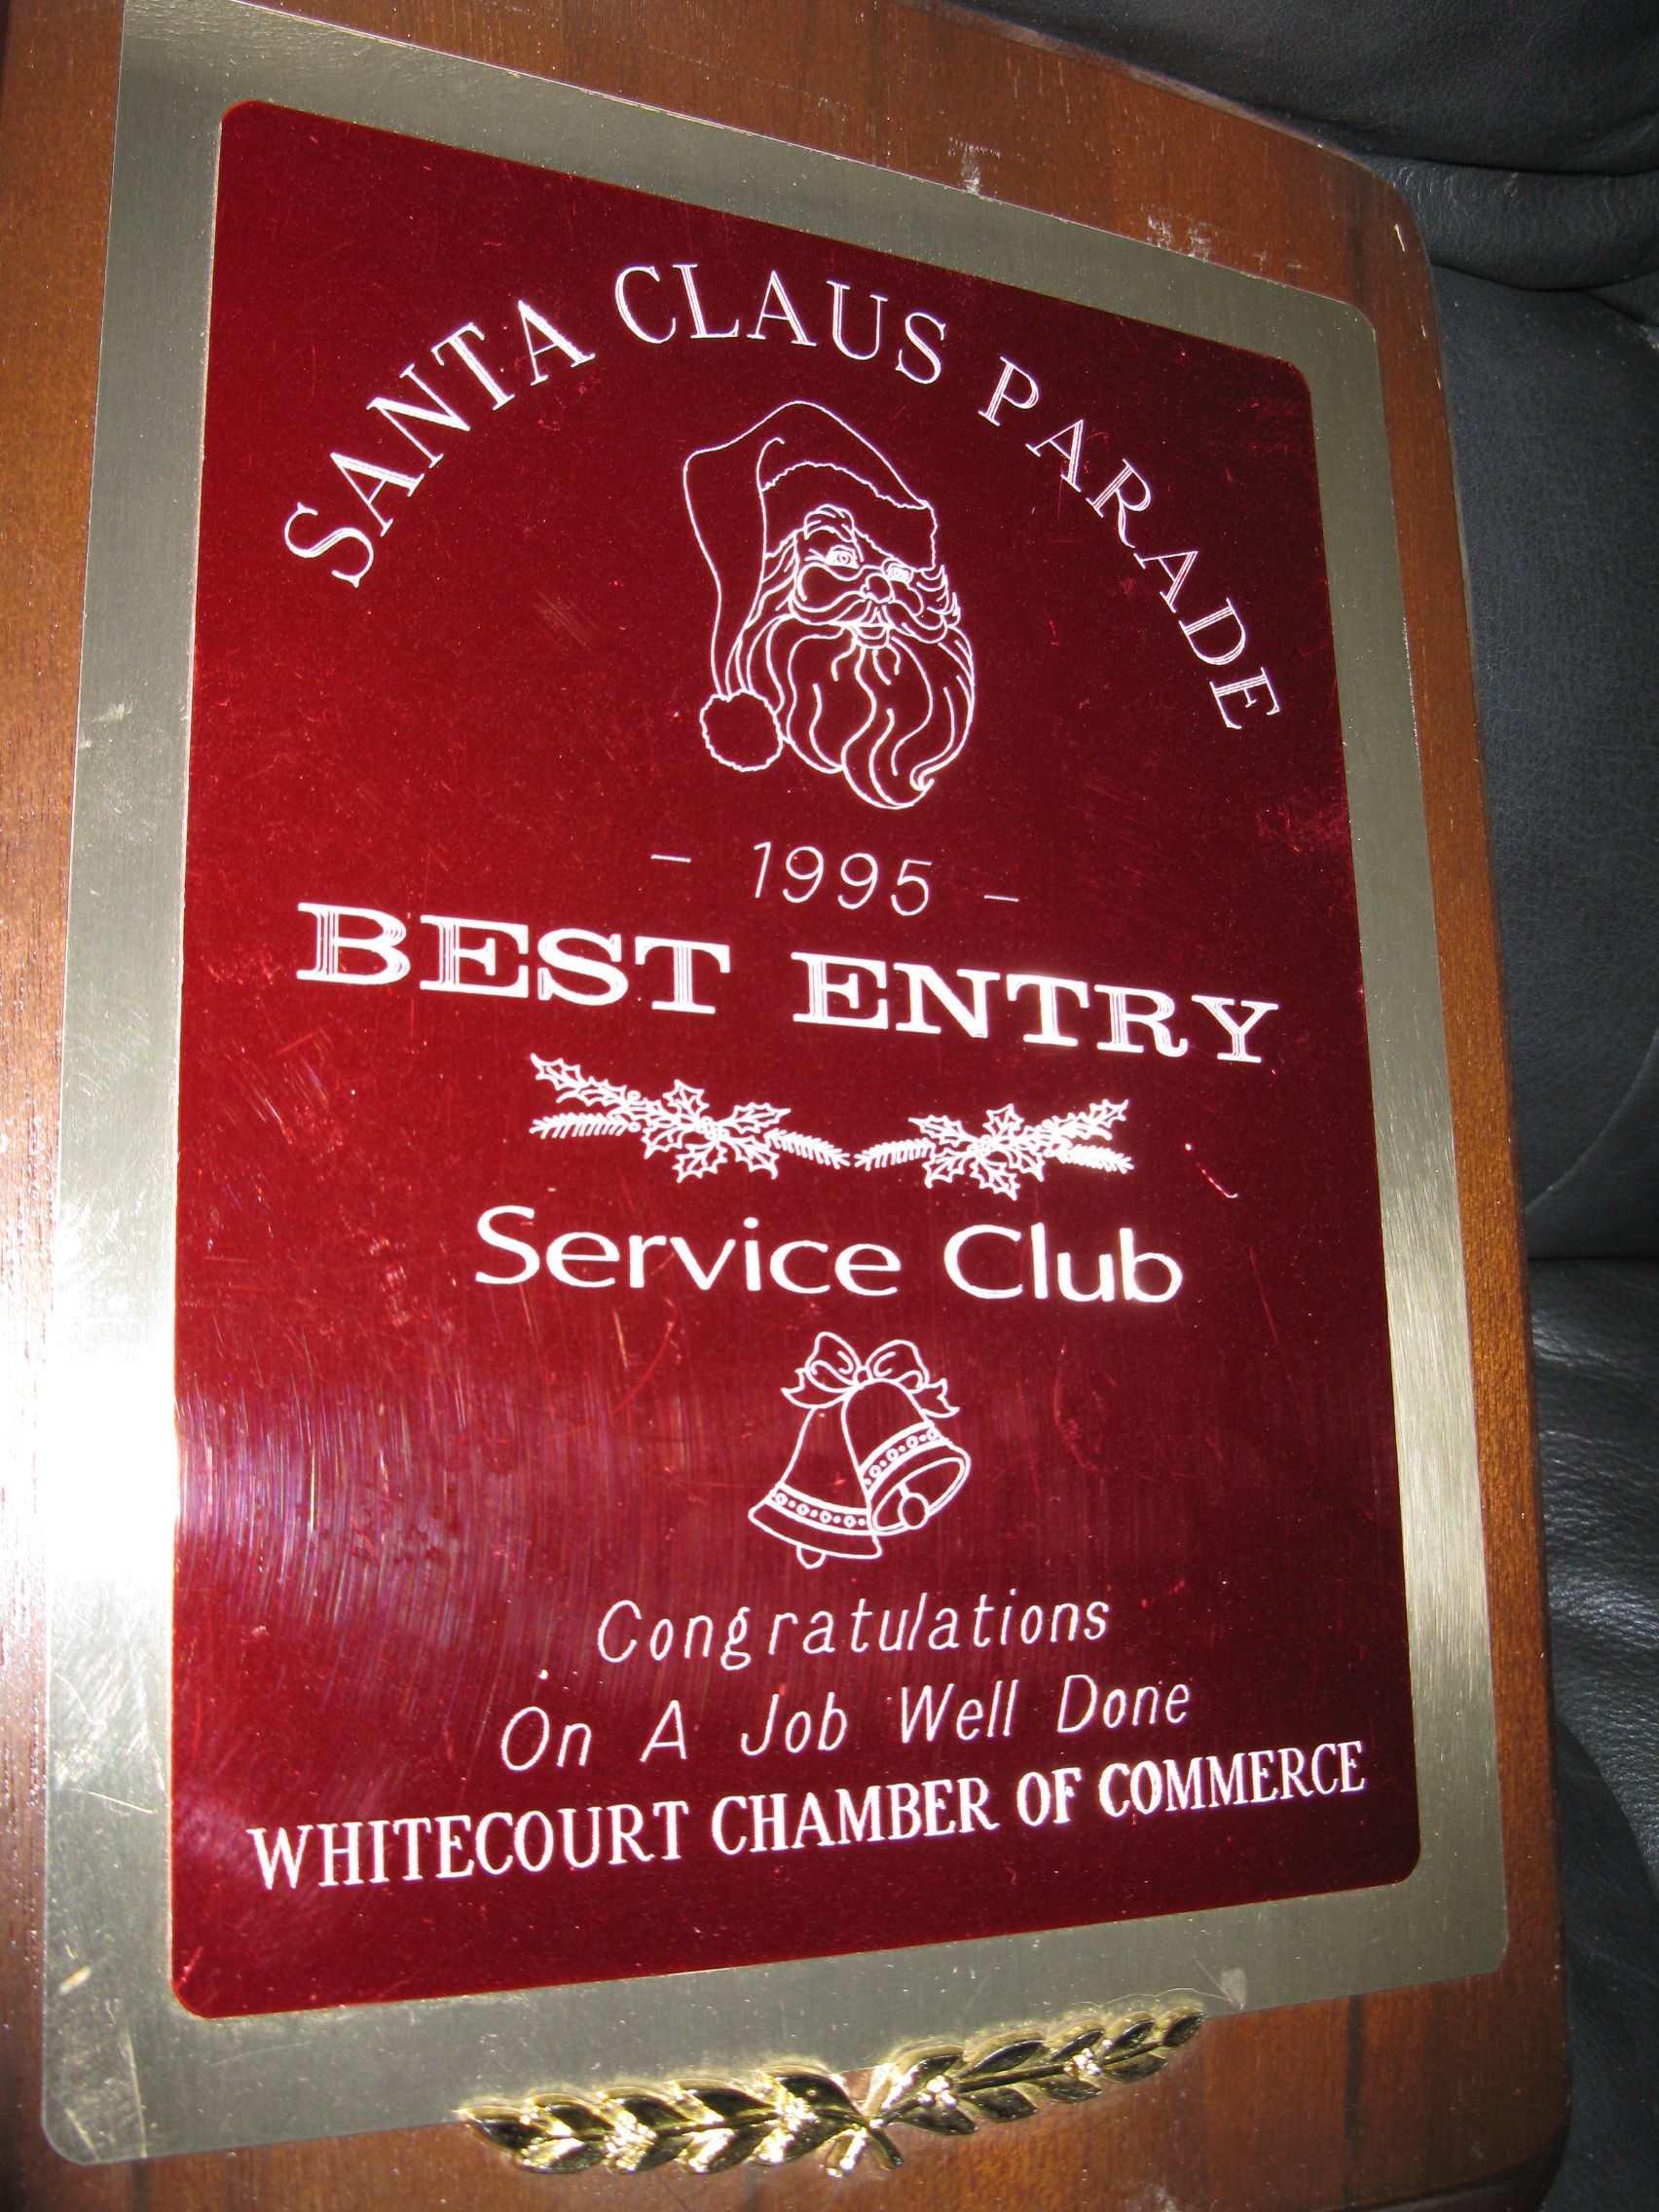 SANTA CLAUS PARADE
- 1995 -
BEST ENTRY
Service Club
Congratulations
On A Job Well Done
WHITECOURT CHAMBER OF COMMERCE